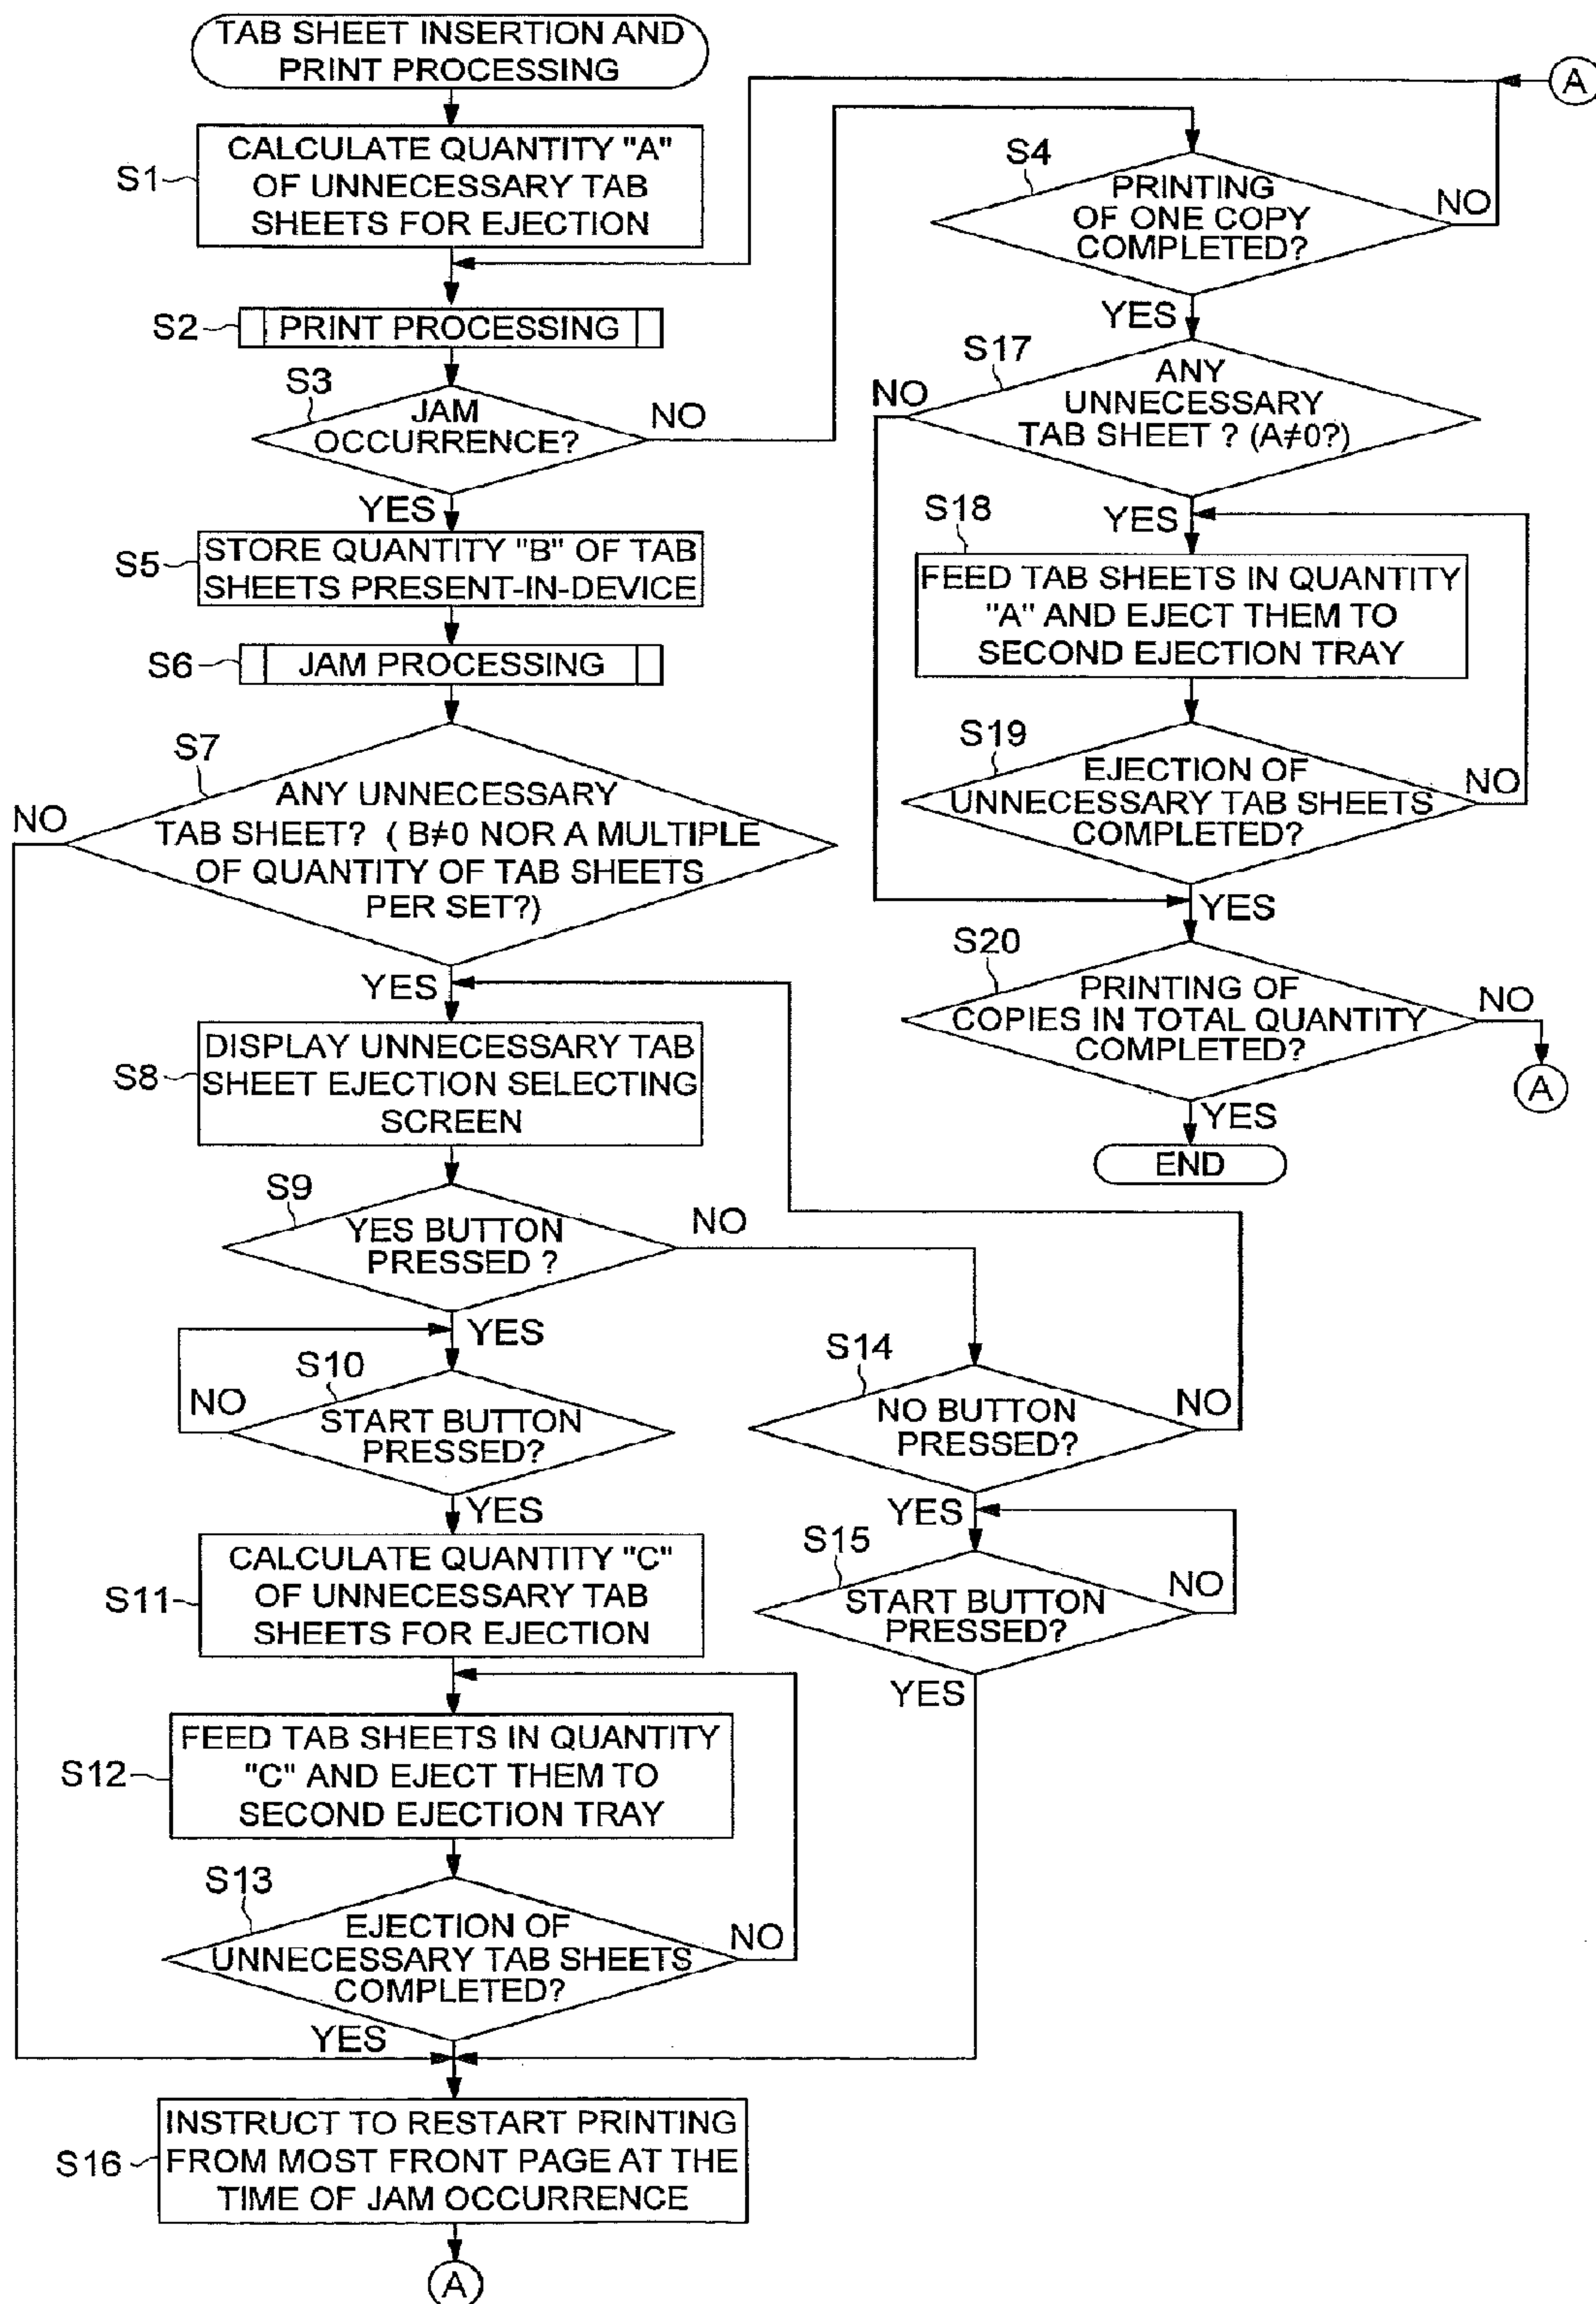 TAB SHEET INSERTION AND
PRINT PROCESSING
S1
CALCULATE QUANTITY "A"
OF UNNECESSARY TAB
SHEETS FOR EJECTION
S2
PRINT PROCESSING
S3
JAM
OCCURRENCE?
NO
YES
S5
STORE QUANTITY "B" OF TAB
SHEETS PRESENT-IN-DEVICE
S6
JAM PROCESSING
S7
NO
ANY UNNECESSARY
TAB SHEET? ( B≠0 NOR A MULTIPLE
OF QUANTITY OF TAB SHEETS
PER SET?)
YES
S8
DISPLAY UNNECESSARY TAB
SHEET EJECTION SELECTING
SCREEN
S9
YES BUTTON
PRESSED ?
NO
YES
S10
NO
START BUTTON
PRESSED?
YES
S11
CALCULATE QUANTITY "C"
OF UNNECESSARY TAB
SHEETS FOR EJECTION
S12
FEED TAB SHEETS IN QUANTITY
"C" AND EJECT THEM TO
SECOND EJECTION TRAY
S13
EJECTION OF
UNNECESSARY TAB SHEETS
COMPLETED?
NO
YES
S16
INSTRUCT TO RESTART PRINTING
FROM MOST FRONT PAGE AT THE
TIME OF JAM OCCURRENCE
A
S14
NO BUTTON
PRESSED?
NO
YES
S15
START BUTTON
PRESSED?
NO
YES
A
S4
PRINTING
OF ONE COPY
COMPLETED?
NO
YES
S17
NO
ANY
UNNECESSARY
TAB SHEET ? (A≠0?)
YES
S18
FEED TAB SHEETS IN QUANTITY
"A" AND EJECT THEM TO
SECOND EJECTION TRAY
S19
EJECTION OF
UNNECESSARY TAB SHEETS
COMPLETED?
NO
YES
S20
PRINTING OF
COPIES IN TOTAL QUANTITY
COMPLETED?
NO
A
YES
END